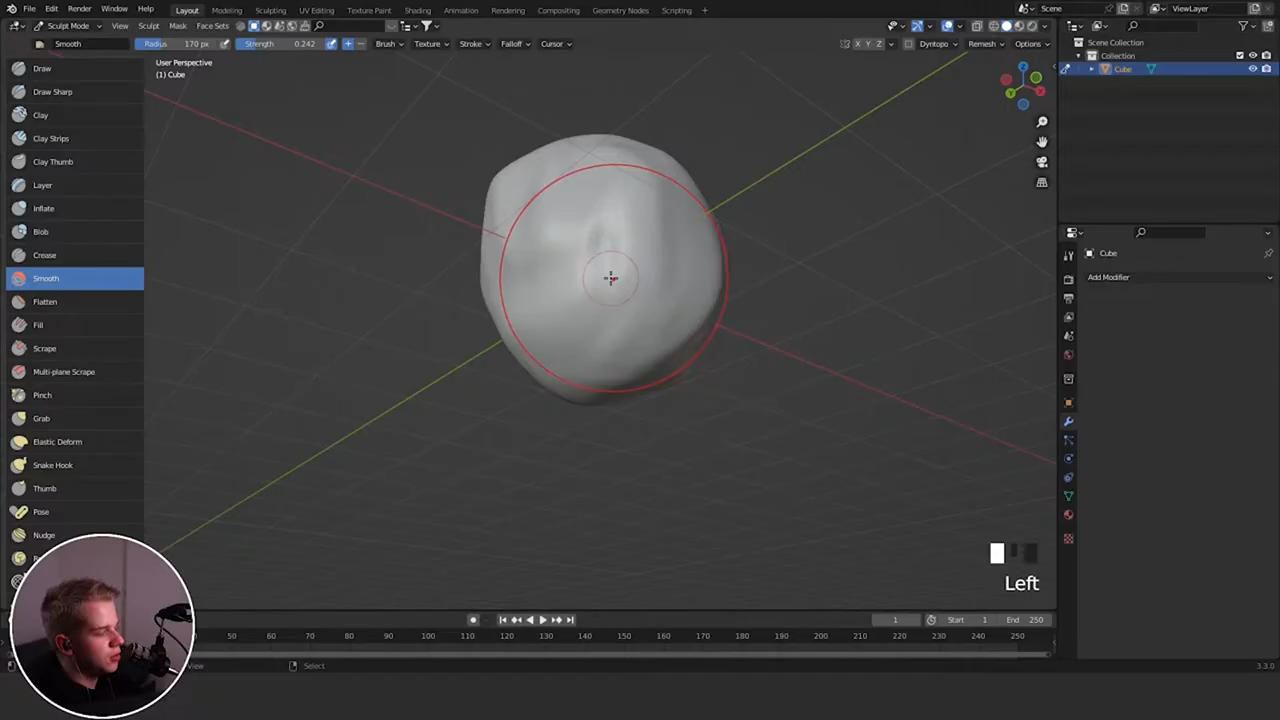 File Edit Render Window Help Layout Modeling Sculpting UV Editing Texture Paint Shading Animation Rendering Compositing Geometry Nodes Scripting + Scene ViewLayer
Sculpt Mode View Sculpt Mask Face Sets
Smooth Radius 170 px Strength 0.242 Brush Texture Stroke Falloff Cursor X Y Z Dyntopo Remesh Options
Scene Collection
Collection
Cube
User Perspective
(1) Cube
Draw
Draw Sharp
Clay
Clay Strips
Clay Thumb
Layer
Inflate
Blob
Crease
Smooth
Flatten
Fill
Scrape
Multi-plane Scrape
Pinch
Grab
Elastic Deform
Snake Hook
Thumb
Pose
Nudge
Z
Y
X
Cube
Add Modifier
Left
1 Start 1 End 250
50 60 70 80 90 100 110 120 130 140 150 160 170 180 190 200 210 220 230 240 250
View Select 3.3.0